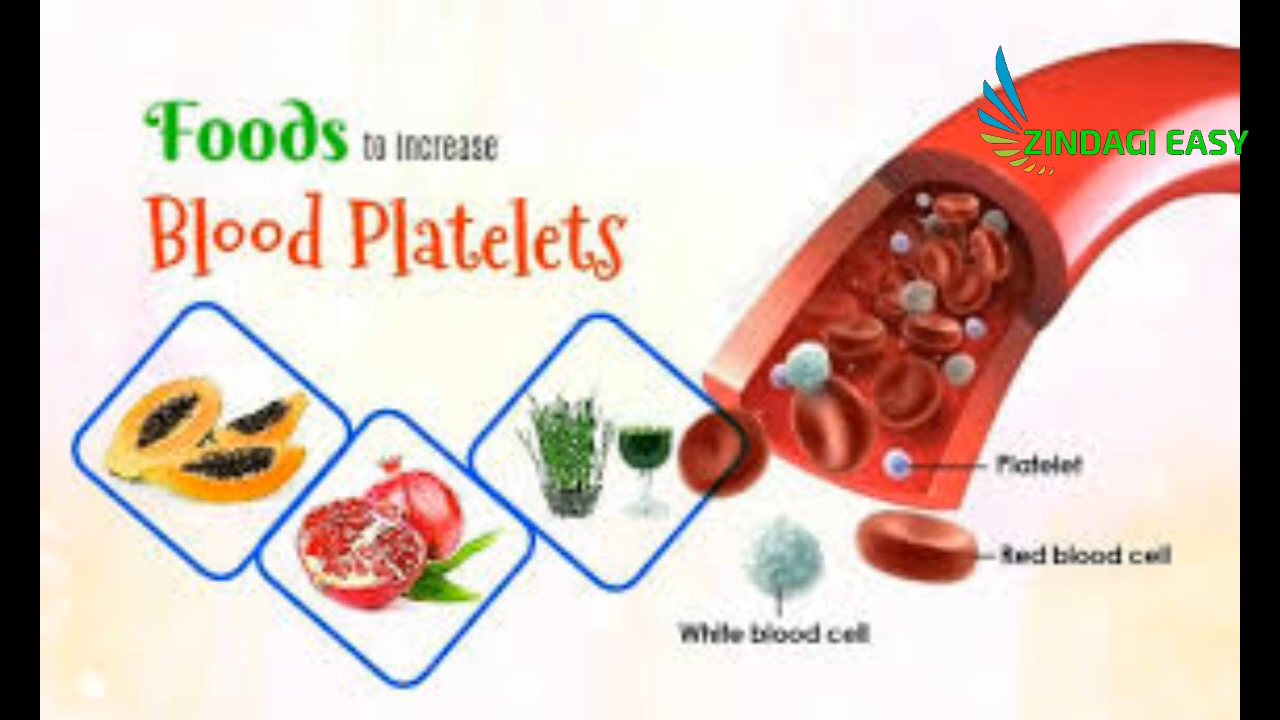 Foods to Increase
Blood Platelets
ZINDAGI EASY
Platelet
Red blood cell
White blood cell